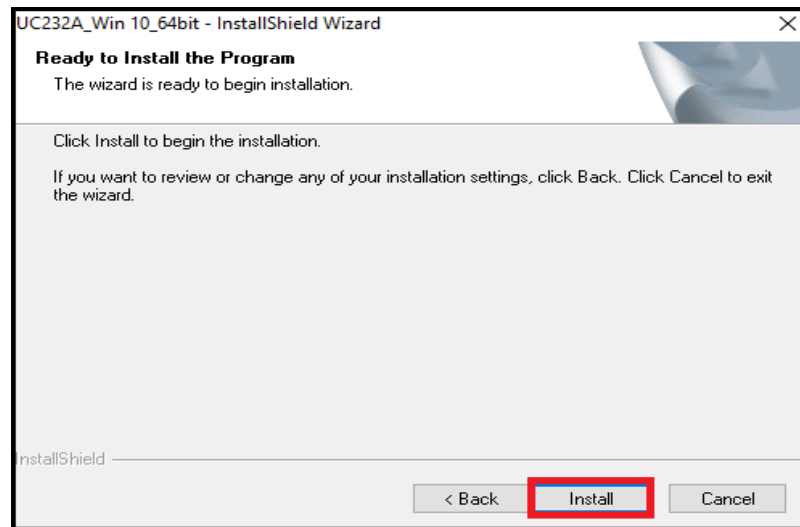 UC232A_Win 10_64bit - InstallShield Wizard
Ready to Install the Program
The wizard is ready to begin installation.
Click Install to begin the installation.
If you want to review or change any of your installation settings, click Back. Click Cancel to exit
the wizard.
InstallShield
< Back Install Cancel